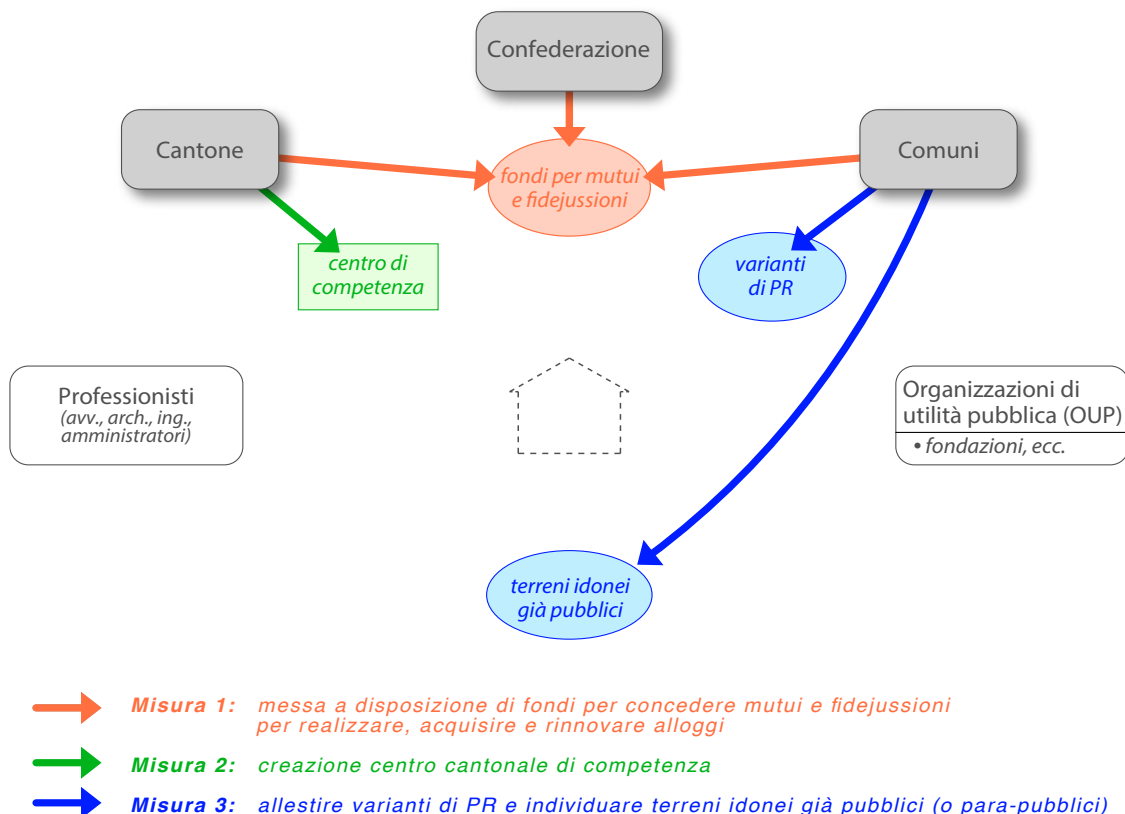 Confederazione
Cantone
Comuni
fondi per mutui
e fidejussioni
centro di
competenza
varianti
di PR
Professionisti
(avv., arch., ing.,
amministratori)
Organizzazioni di
utilità pubblica (OUP)
• fondazioni, ecc.
terreni idonei
già pubblici
Misura 1: messa a disposizione di fondi per concedere mutui e fidejussioni
per realizzare, acquisire e rinnovare alloggi
Misura 2: creazione centro cantonale di competenza
Misura 3: allestire varianti di PR e individuare terreni idonei già pubblici (o para-pubblici)